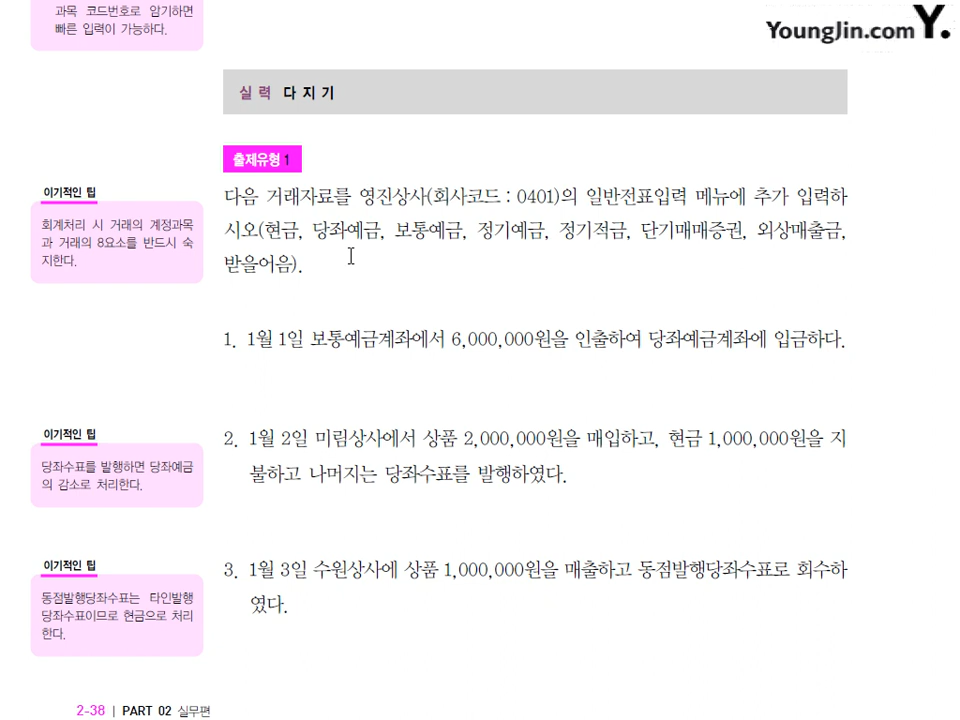 과목 코드번호로 암기하면
빠른 입력이 가능하다.
YoungJin.com Y.
실력 다지기
출제유형 1
이기적인 팁
회계처리 시 거래의 계정과목
과 거래의 8요소를 반드시 숙
지한다.
다음 거래자료를 영진상사(회사코드 : 0401)의 일반전표입력 메뉴에 추가 입력하
시오(현금, 당좌예금, 보통예금, 정기예금, 정기적금, 단기매매증권, 외상매출금,
받을어음).
1. 1월 1일 보통예금계좌에서 6,000,000원을 인출하여 당좌예금계좌에 입금하다.
이기적인 팁
당좌수표를 발행하면 당좌예금
의 감소로 처리한다.
2. 1월 2일 미림상사에서 상품 2,000,000원을 매입하고, 현금 1,000,000원을 지
불하고 나머지는 당좌수표를 발행하였다.
이기적인 팁
동점발행당좌수표는 타인발행
당좌수표이므로 현금으로 처리
한다.
3. 1월 3일 수원상사에 상품 1,000,000원을 매출하고 동점발행당좌수표로 회수하
였다.
2-38 | PART 02 실무편